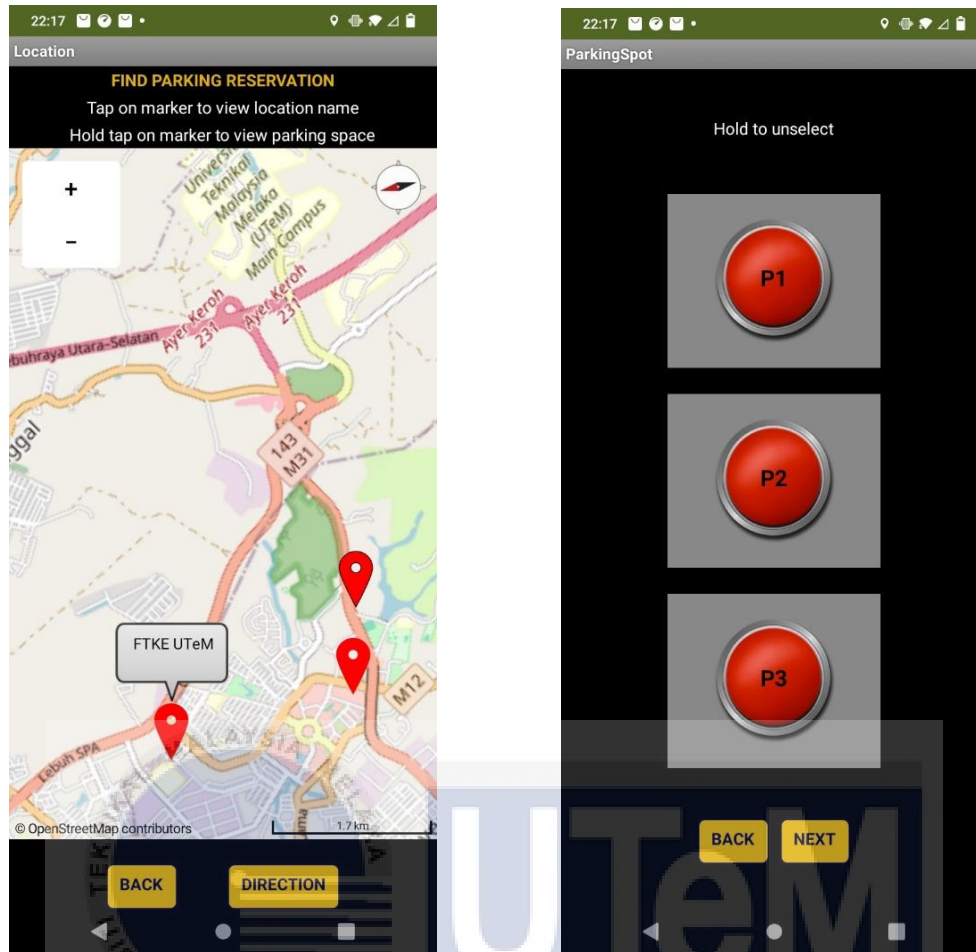 22:17
Location
FIND PARKING RESERVATION
Tap on marker to view location name
Hold tap on marker to view parking space
+
−
Universiti
Teknikal
Malaysia
Melaka
(UTeM)
Main Campus
Ayer Keroh
231
Ayer Keroh
231
buhraya Utara-Selatan
ggal
143
M31
FTKE UTeM
M12
Lebuh SPA
ama
© OpenStreetMap contributors
1.7 km
BACK
DIRECTION
22:17
ParkingSpot
Hold to unselect
P1
P2
P3
BACK
NEXT
UTeM